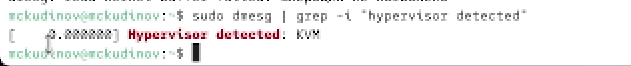 mckudinov@mckudinov:~$ sudo dmesg | grep -i "hypervisor detected"
[    0.000000] Hypervisor detected: KVM
mckudinov@mckudinov:~$